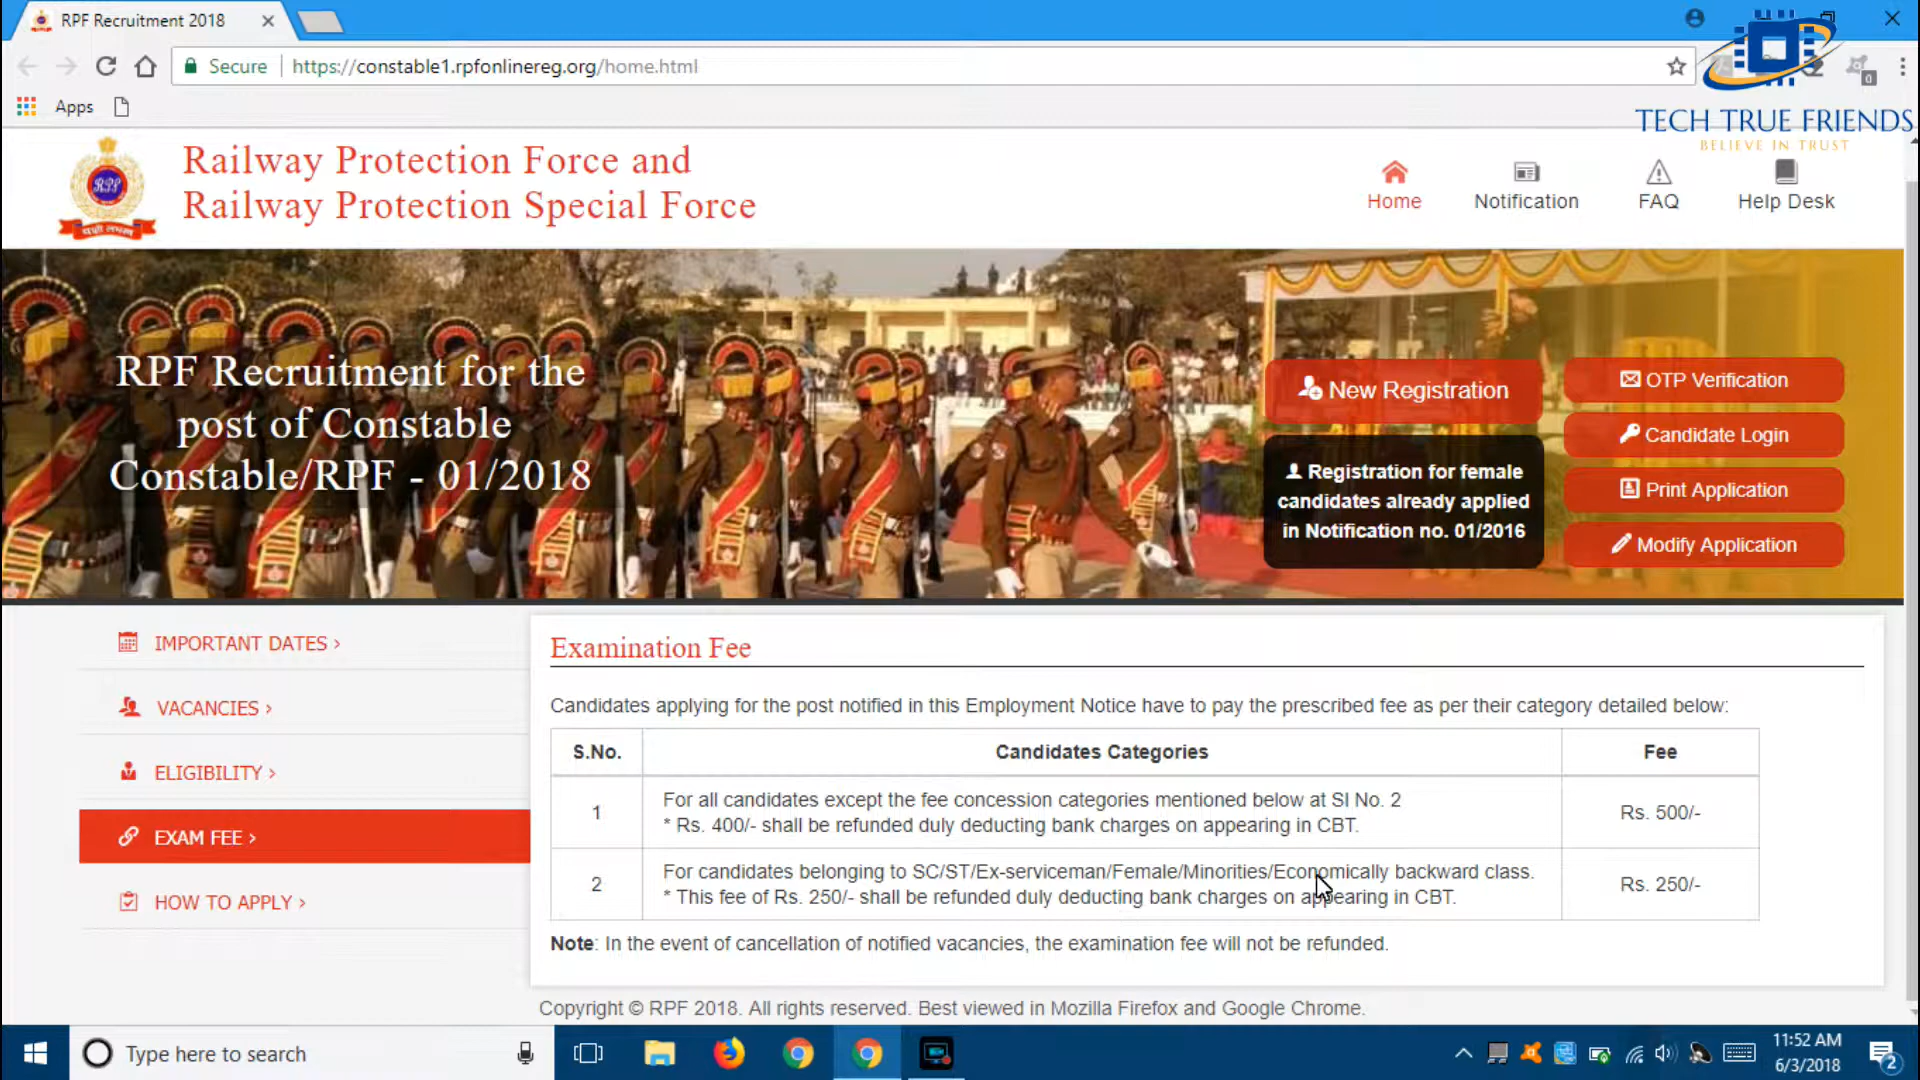 RPF Recruitment 2018
Secure https://constable1.rpfonlinereg.org/home.html
0
Apps
TECH TRUE FRIENDS
BELIEVE IN TRUST
RPF
Railway Protection Force and
Railway Protection Special Force
Home
Notification
FAQ
Help Desk
RPF Recruitment for the
post of Constable
Constable/RPF - 01/2018
New Registration
Registration for female
candidates already applied
in Notification no. 01/2016
OTP Verification
Candidate Login
Print Application
Modify Application
IMPORTANT DATES >
VACANCIES >
ELIGIBILITY >
EXAM FEE >
HOW TO APPLY >
Examination Fee
Candidates applying for the post notified in this Employment Notice have to pay the prescribed fee as per their category detailed below:
S.No. Candidates Categories Fee
1 For all candidates except the fee concession categories mentioned below at Sl No. 2 Rs. 500/-
* Rs. 400/- shall be refunded duly deducting bank charges on appearing in CBT.
2 For candidates belonging to SC/ST/Ex-serviceman/Female/Minorities/Economically backward class. Rs. 250/-
* This fee of Rs. 250/- shall be refunded duly deducting bank charges on appearing in CBT.
Note: In the event of cancellation of notified vacancies, the examination fee will not be refunded.
Copyright © RPF 2018. All rights reserved. Best viewed in Mozilla Firefox and Google Chrome.
Type here to search
11:52 AM
6/3/2018
2